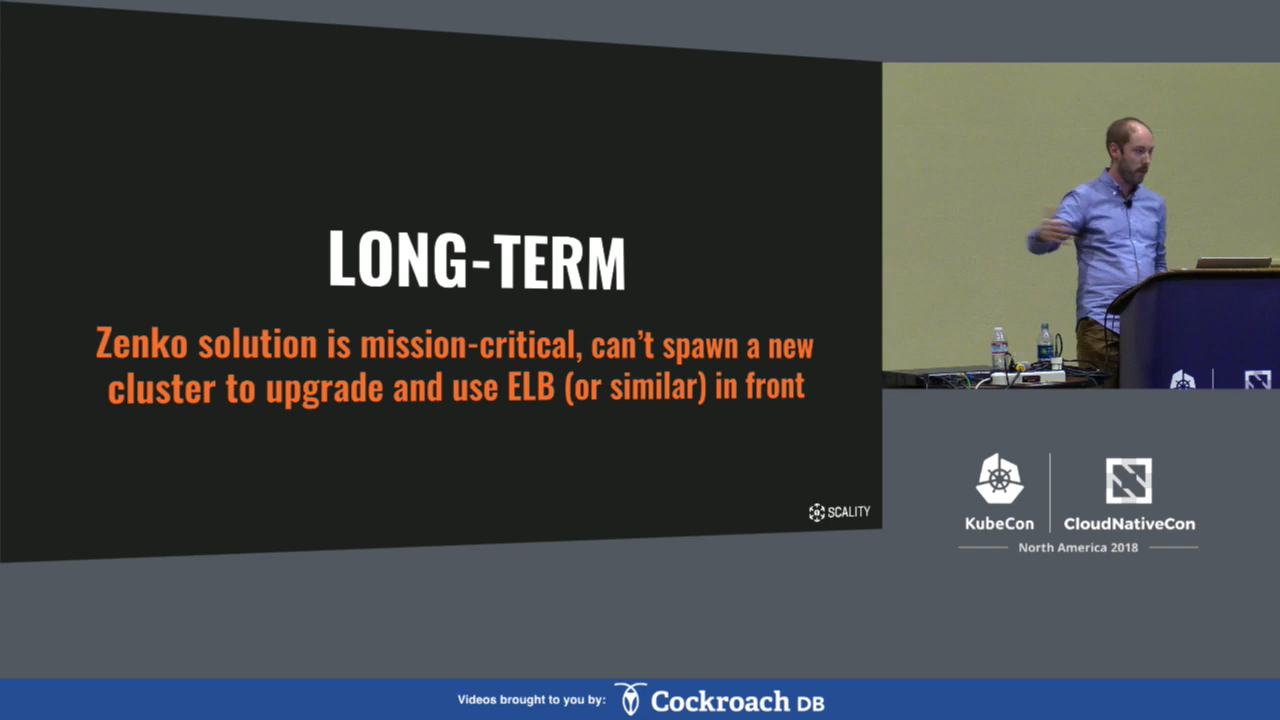 LONG-TERM
Zenko solution is mission-critical, can't spawn a new
cluster to upgrade and use ELB (or similar) in front
SCALITY
KubeCon
CloudNativeCon
North America 2018
Videos brought to you by:
Cockroach DB